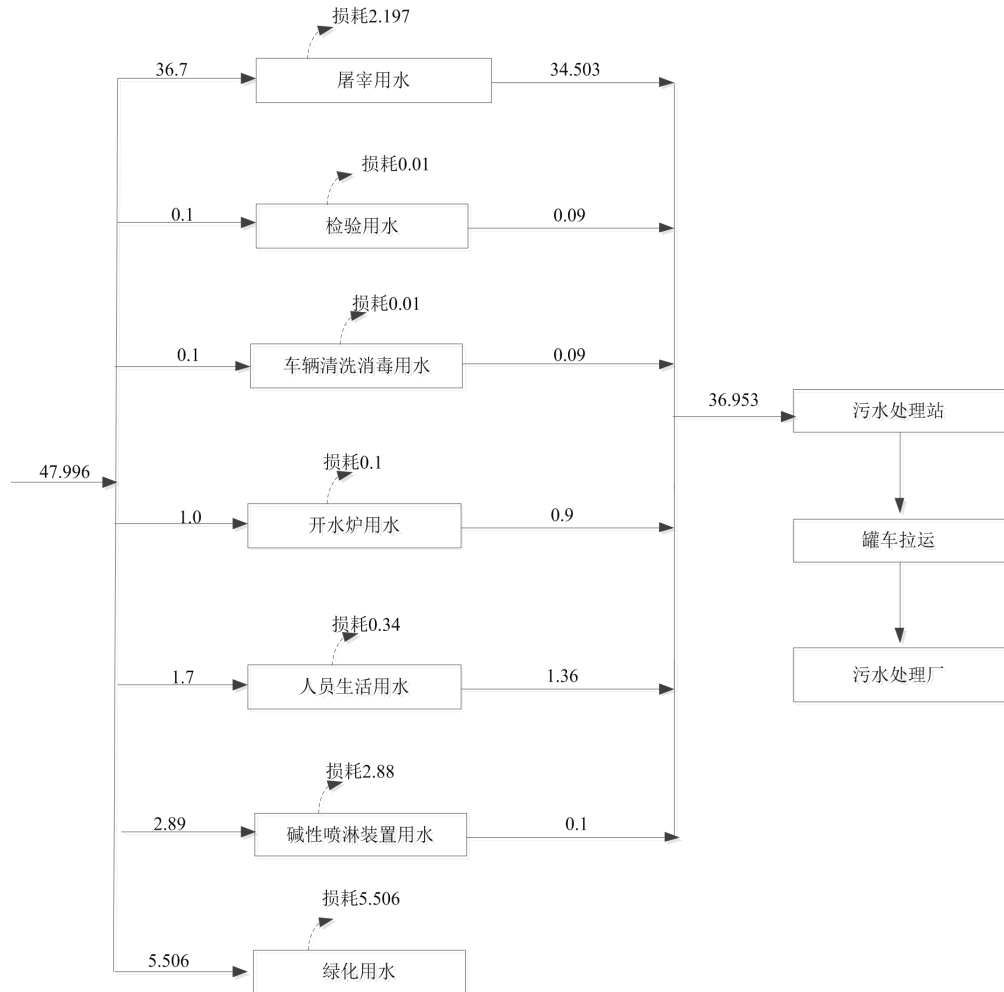 损耗2.197
36.7
屠宰用水
34.503
损耗0.01
0.1
检验用水
0.09
损耗0.01
0.1
车辆清洗消毒用水
0.09
36.953
污水处理站
47.996
损耗0.1
1.0
开水炉用水
0.9
罐车拉运
损耗0.34
1.7
人员生活用水
1.36
污水处理厂
损耗2.88
2.89
碱性喷淋装置用水
0.1
损耗5.506
5.506
绿化用水